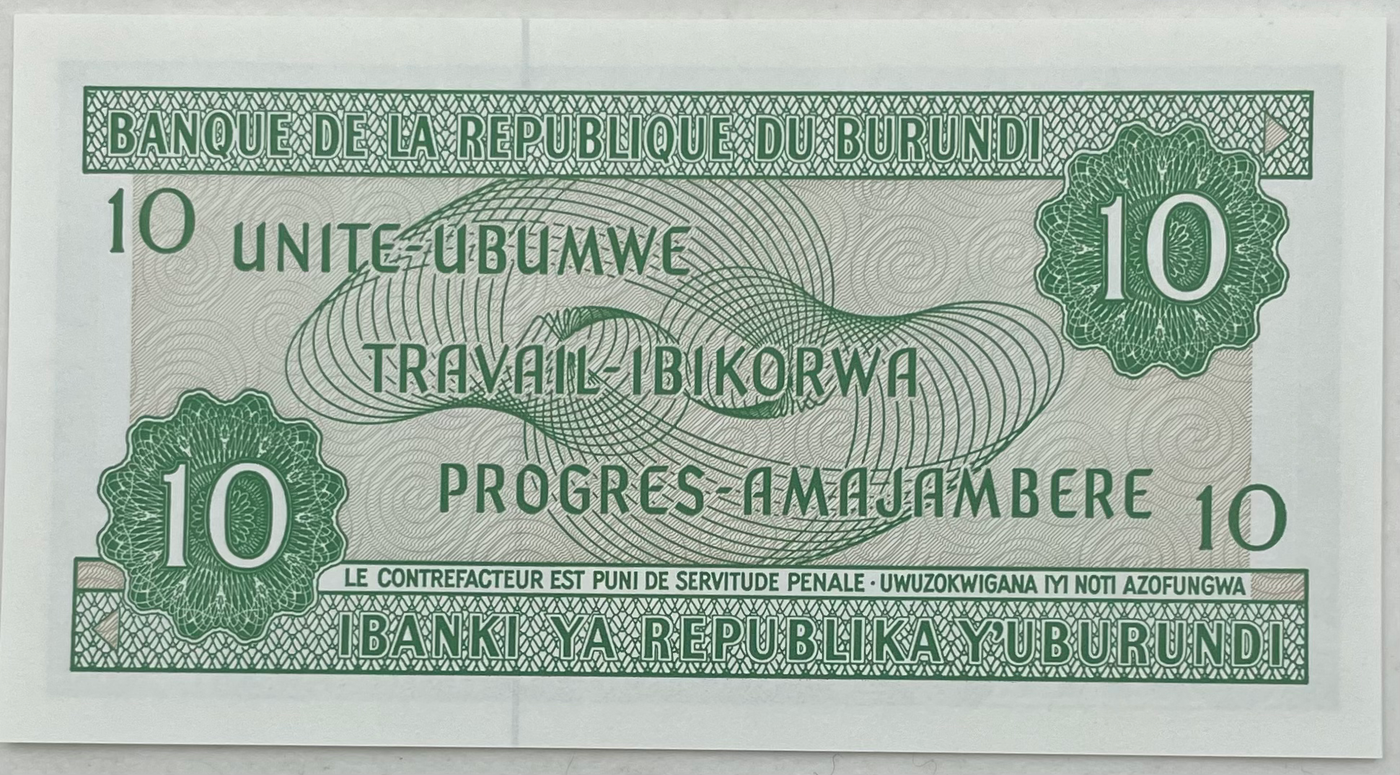 BANQUE DE LA REPUBLIQUE DU BURUNDI
10
10
UNITE-UBUMWE
TRAVAIL-IBIKORWA
PROGRES-AMAJAMBERE
10
10
LE CONTREFACTEUR EST PUNI DE SERVITUDE PENALE · UWUZOKWIGANA IYI NOTI AZOFUNGWA
IBANKI YA REPUBLIKA Y'UBURUNDI